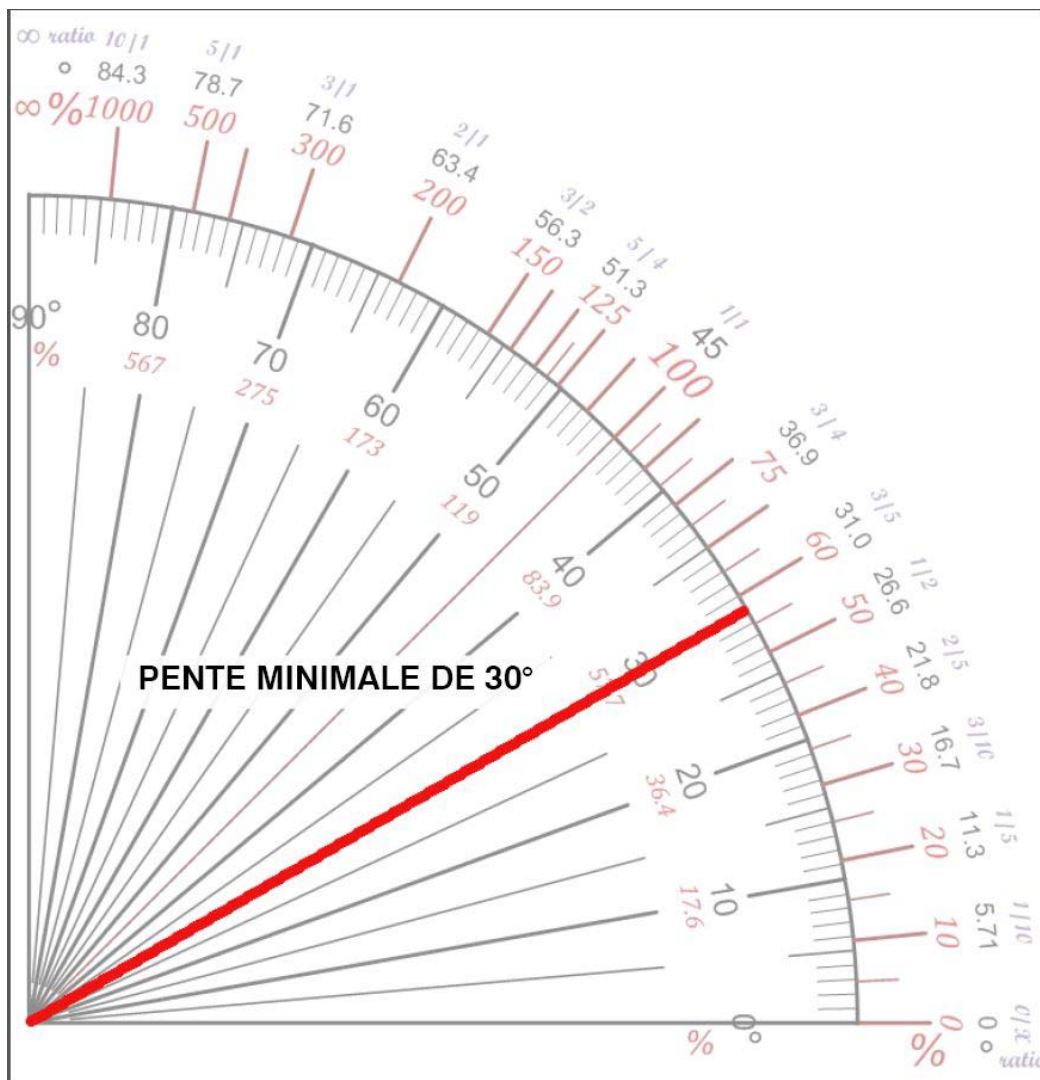 ∞ ratio 10/1 5/1 3/1 2/1 3/2 5/4 1/1 3/4 3/5 1/2 2/5 3/10 1/5 1/10 0/X ratio
° 84.3 78.7 71.6 63.4 56.3 51.3 45 36.9 31.0 26.6 21.8 16.7 11.3 5.71 0 °
∞ % 1000 500 300 200 150 125 100 75 60 50 40 30 20 10 0 %
90° 80 70 60 50 40 30 20 10 0°
% 567 275 173 119 83.9 57.7 36.4 17.6 %
PENTE MINIMALE DE 30°